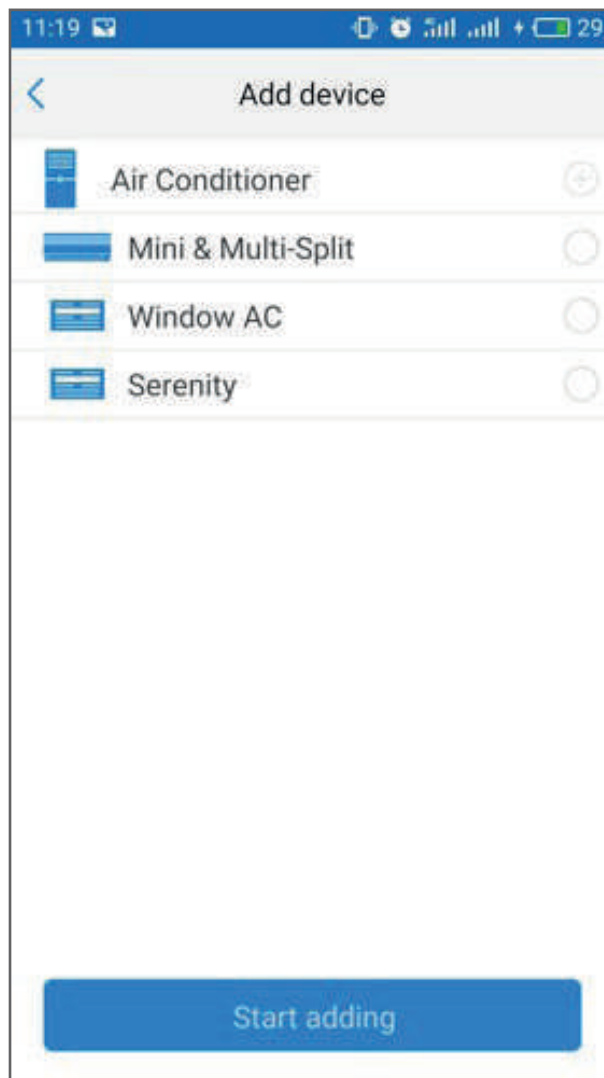 11:19 29
Add device
Air Conditioner
Mini & Multi-Split
Window AC
Serenity
Start adding